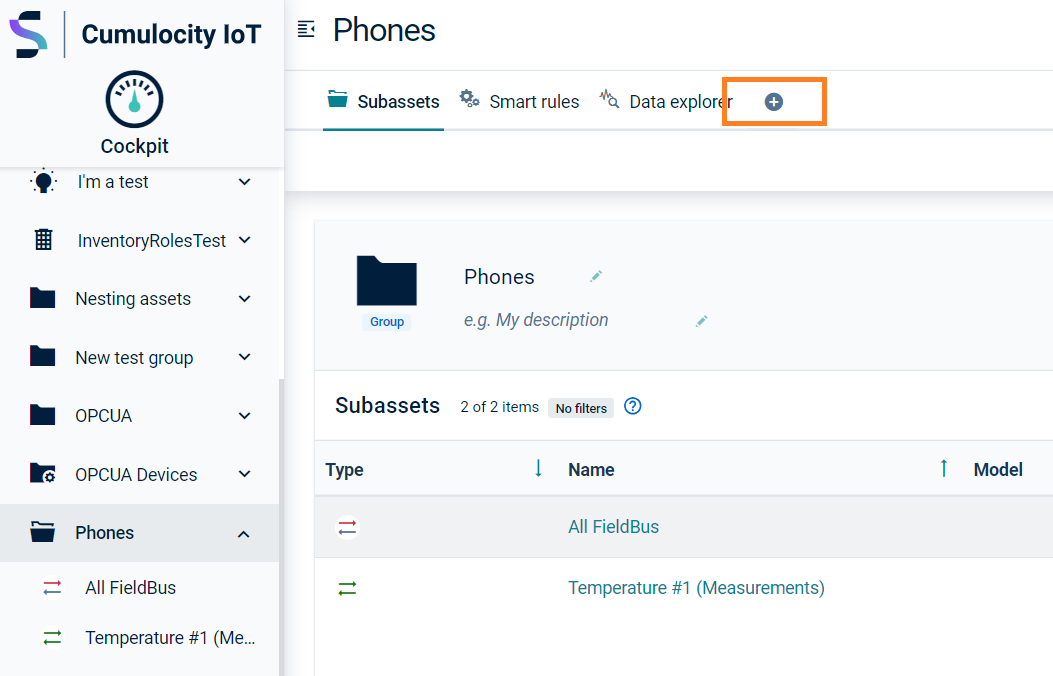 Cumulocity IoT
Cockpit
I'm a test
InventoryRolesTest
Nesting assets
New test group
OPCUA
OPCUA Devices
Phones
All FieldBus
Temperature #1 (Me...
Phones
Subassets Smart rules Data explorer
Phones
Group
e.g. My description
Subassets 2 of 2 items No filters ?
Type Name Model
All FieldBus
Temperature #1 (Measurements)